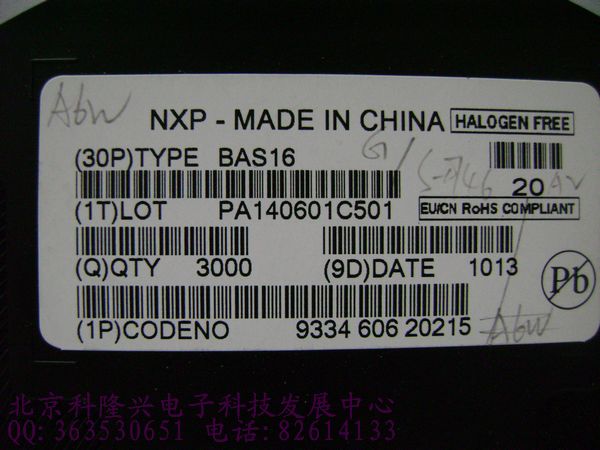 A6W
NXP - MADE IN CHINA
HALOGEN FREE
(30P)TYPE BAS16
G1/
20
(1T)LOT PA140601C501
EU/CN RoHS COMPLIANT
(Q)QTY 3000
(9D)DATE 1013
Pb
(1P)CODENO 9334 606 20215
A6W
北京科隆兴电子科技发展中心
QQ: 363530651 电话: 82614133